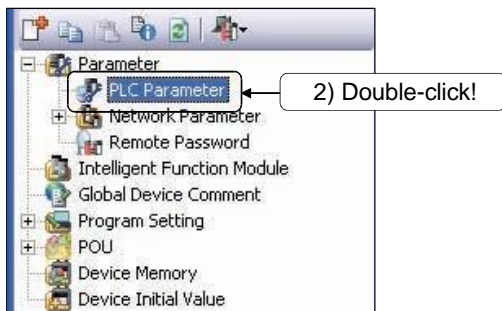 Parameter
PLC Parameter
2) Double-click!
Network Parameter
Remote Password
Intelligent Function Module
Global Device Comment
Program Setting
POU
Device Memory
Device Initial Value